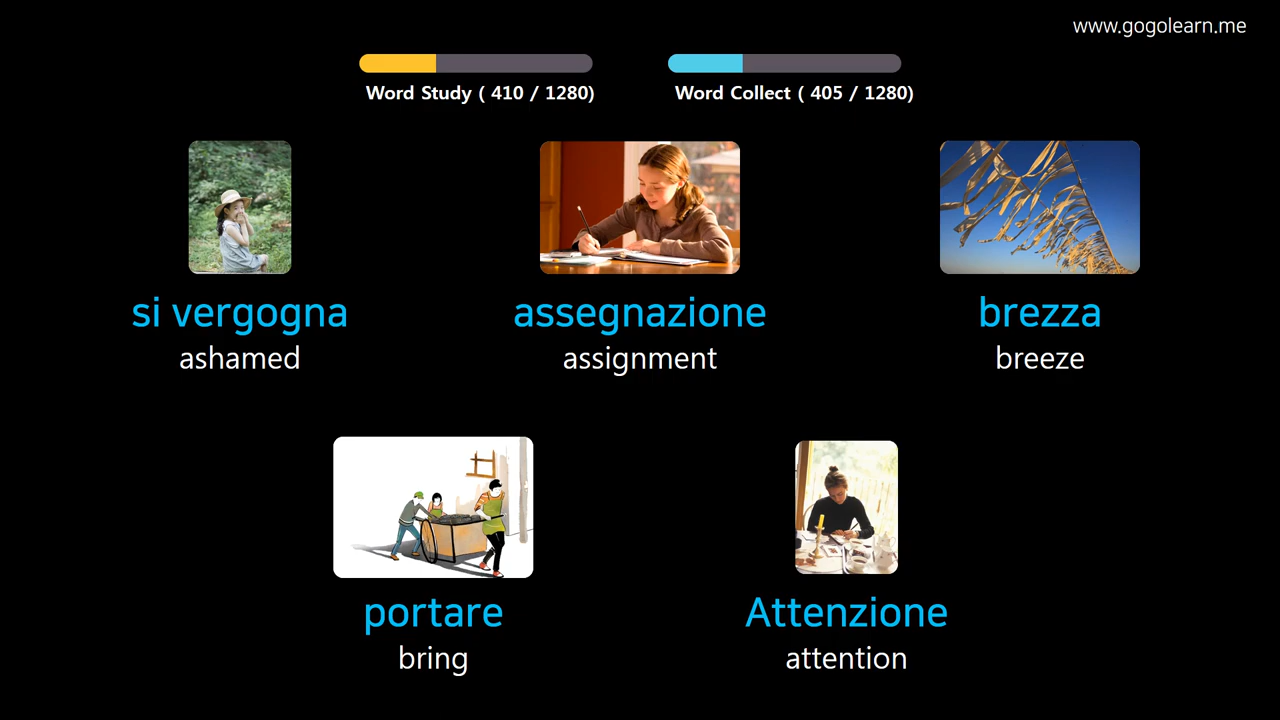 www.gogolearn.me
Word Study ( 410 / 1280)
Word Collect ( 405 / 1280)
si vergogna
ashamed
assegnazione
assignment
brezza
breeze
portare
bring
Attenzione
attention